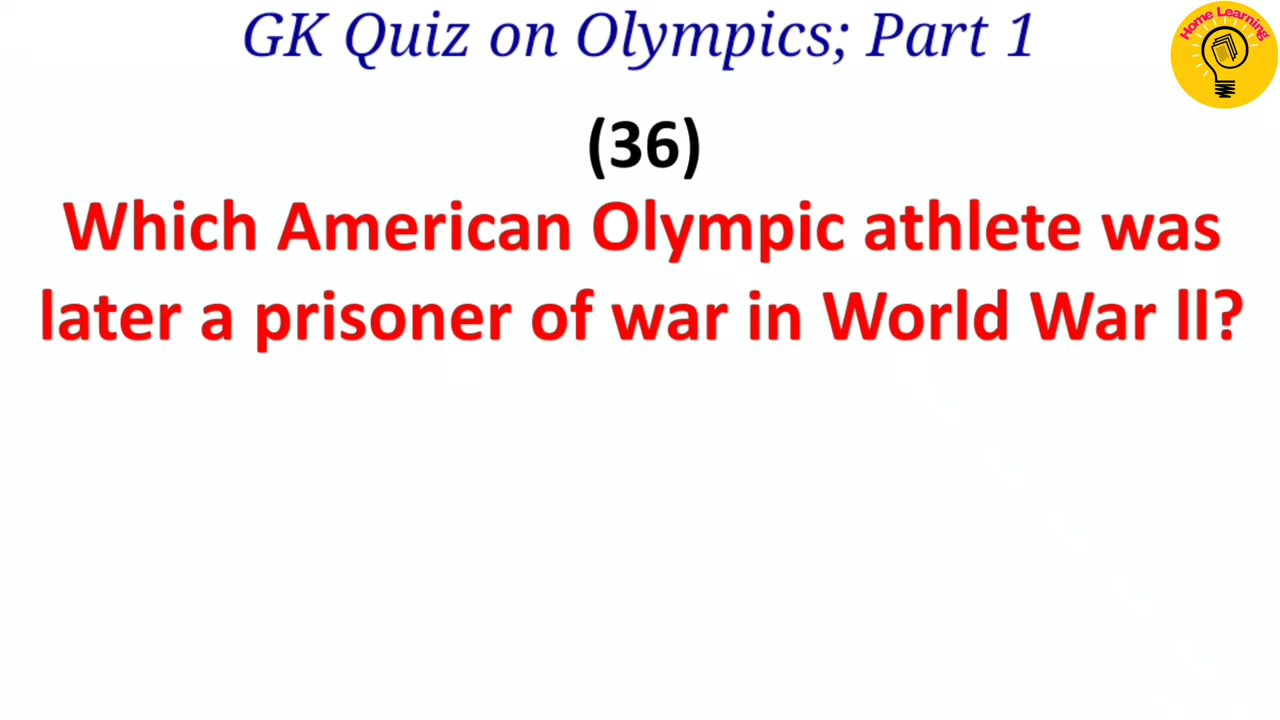 GK Quiz on Olympics; Part 1
Home Learning
(36)
Which American Olympic athlete was
later a prisoner of war in World War ll?